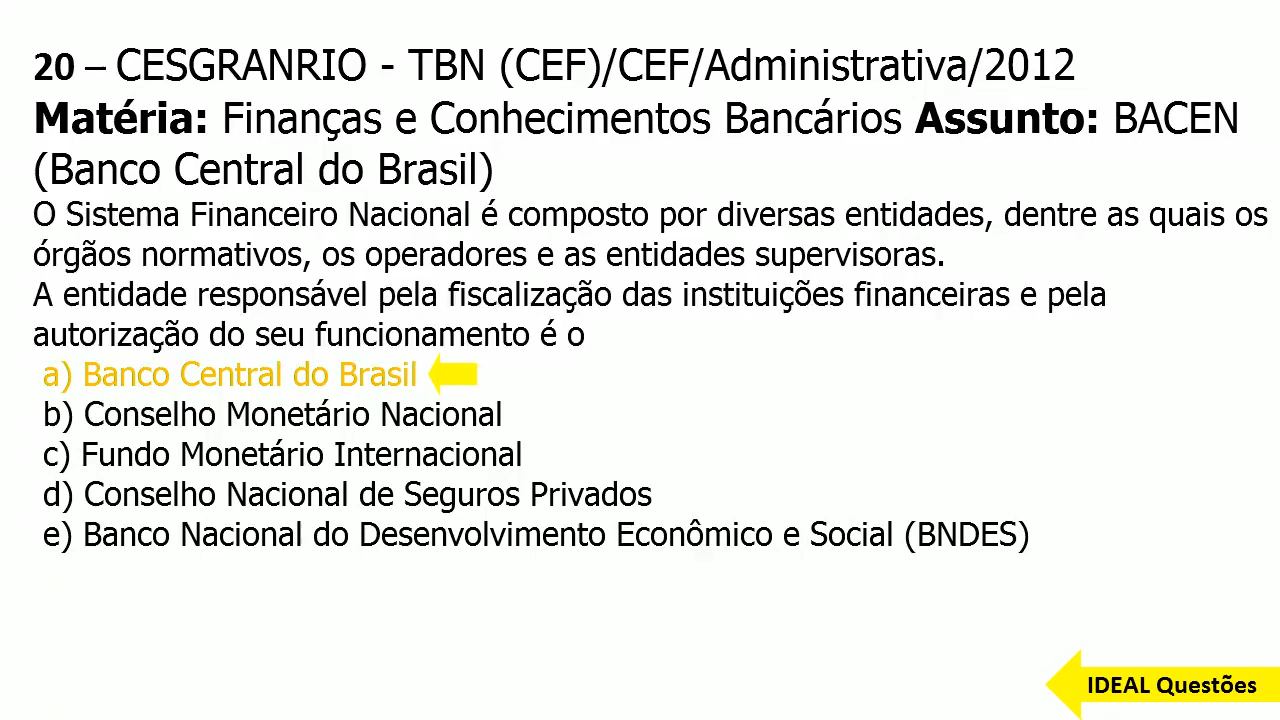 20 – CESGRANRIO - TBN (CEF)/CEF/Administrativa/2012
Matéria: Finanças e Conhecimentos Bancários Assunto: BACEN
(Banco Central do Brasil)
O Sistema Financeiro Nacional é composto por diversas entidades, dentre as quais os
órgãos normativos, os operadores e as entidades supervisoras.
A entidade responsável pela fiscalização das instituições financeiras e pela
autorização do seu funcionamento é o
a) Banco Central do Brasil
b) Conselho Monetário Nacional
c) Fundo Monetário Internacional
d) Conselho Nacional de Seguros Privados
e) Banco Nacional do Desenvolvimento Econômico e Social (BNDES)
IDEAL Questões